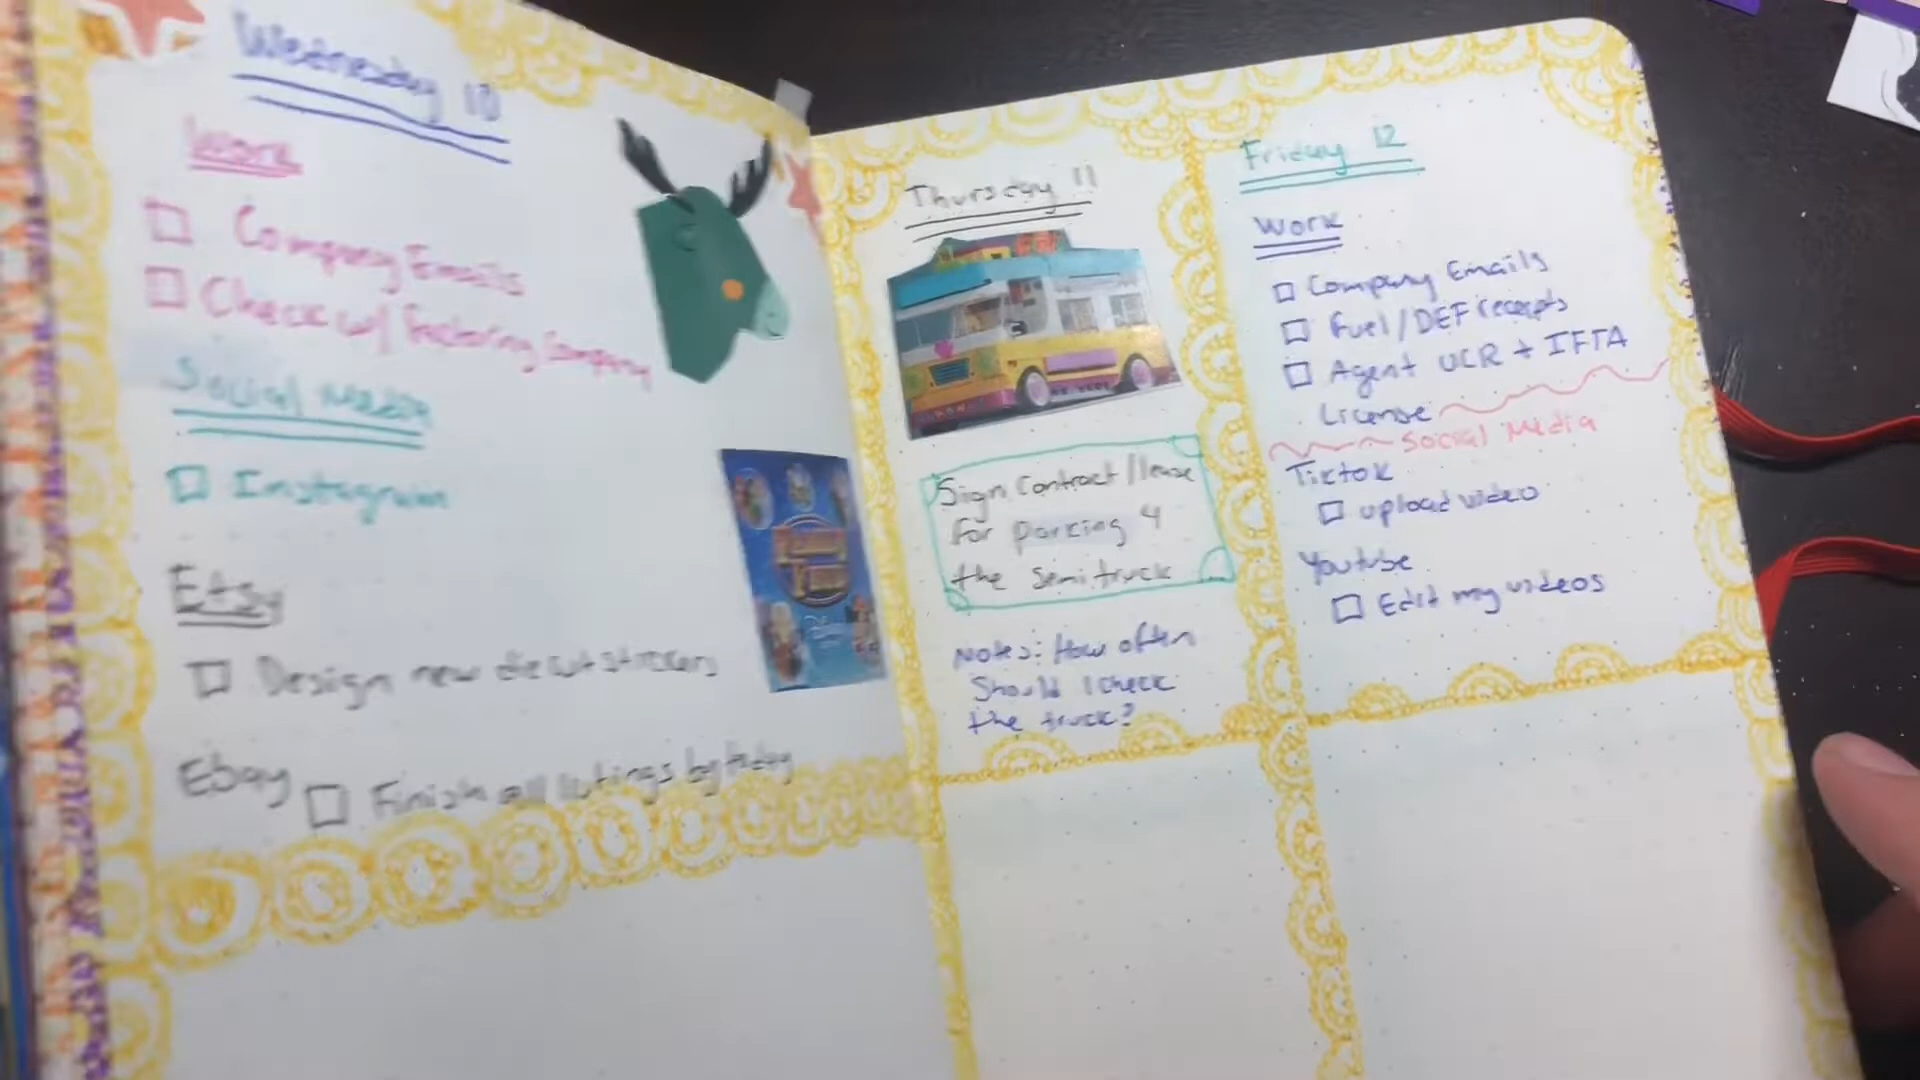 Wednesday 10
Work
Company Emails
Check w/ Factoring Company
Social Media
Instagram
Etsy
Design new diecut stickers
Ebay
Finish all listings by today
Thursday 11
Sign Contract/lease
for parking 4
the semi truck
Notes: How often
Should I check
the truck?
Friday 12
Work
Company Emails
Fuel/DEF receipts
Agent UCR + IFTA
License
Social Media
Tiktok
upload video
Youtube
Edit my videos